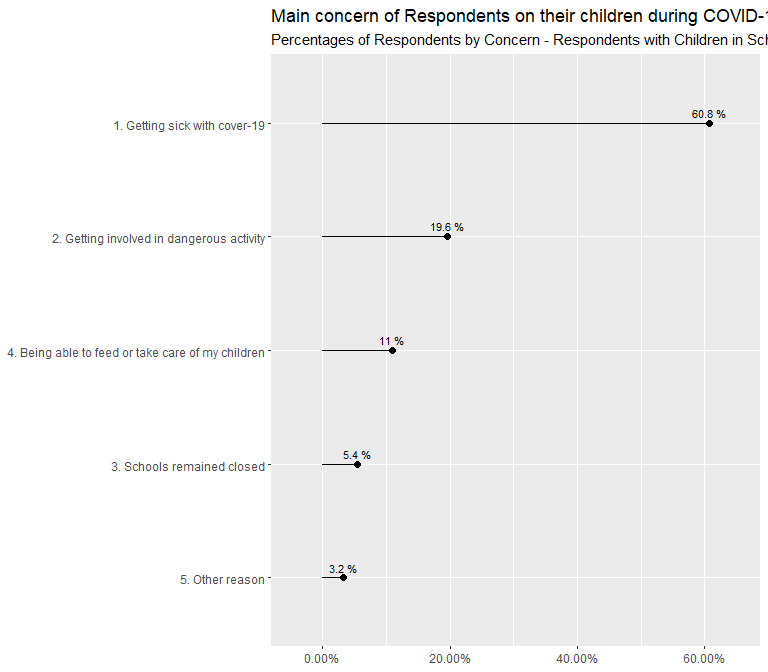 Main concern of Respondents on their children during COVID-
Percentages of Respondents by Concern - Respondents with Children in
60.8 %
1. Getting sick with cover-19
19.6 %
2. Getting involved in dangerous activity
11 %
4. Being able to feed or take care of my children
5.4 %
3. Schools remained closed
3.2 %
5. Other reason
0.00% 20.00% 40.00% 60.00%